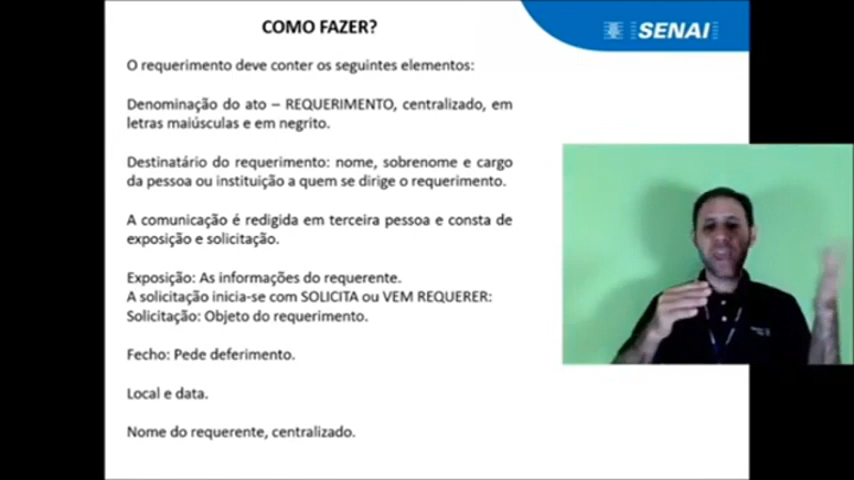 COMO FAZER?
SENAI
O requerimento deve conter os seguintes elementos:
Denominação do ato – REQUERIMENTO, centralizado, em
letras maiúsculas e em negrito.
Destinatário do requerimento: nome, sobrenome e cargo
da pessoa ou instituição a quem se dirige o requerimento.
A comunicação é redigida em terceira pessoa e consta de
exposição e solicitação.
Exposição: As informações do requerente.
A solicitação inicia-se com SOLICITA ou VEM REQUERER:
Solicitação: Objeto do requerimento.
Fecho: Pede deferimento.
Local e data.
Nome do requerente, centralizado.